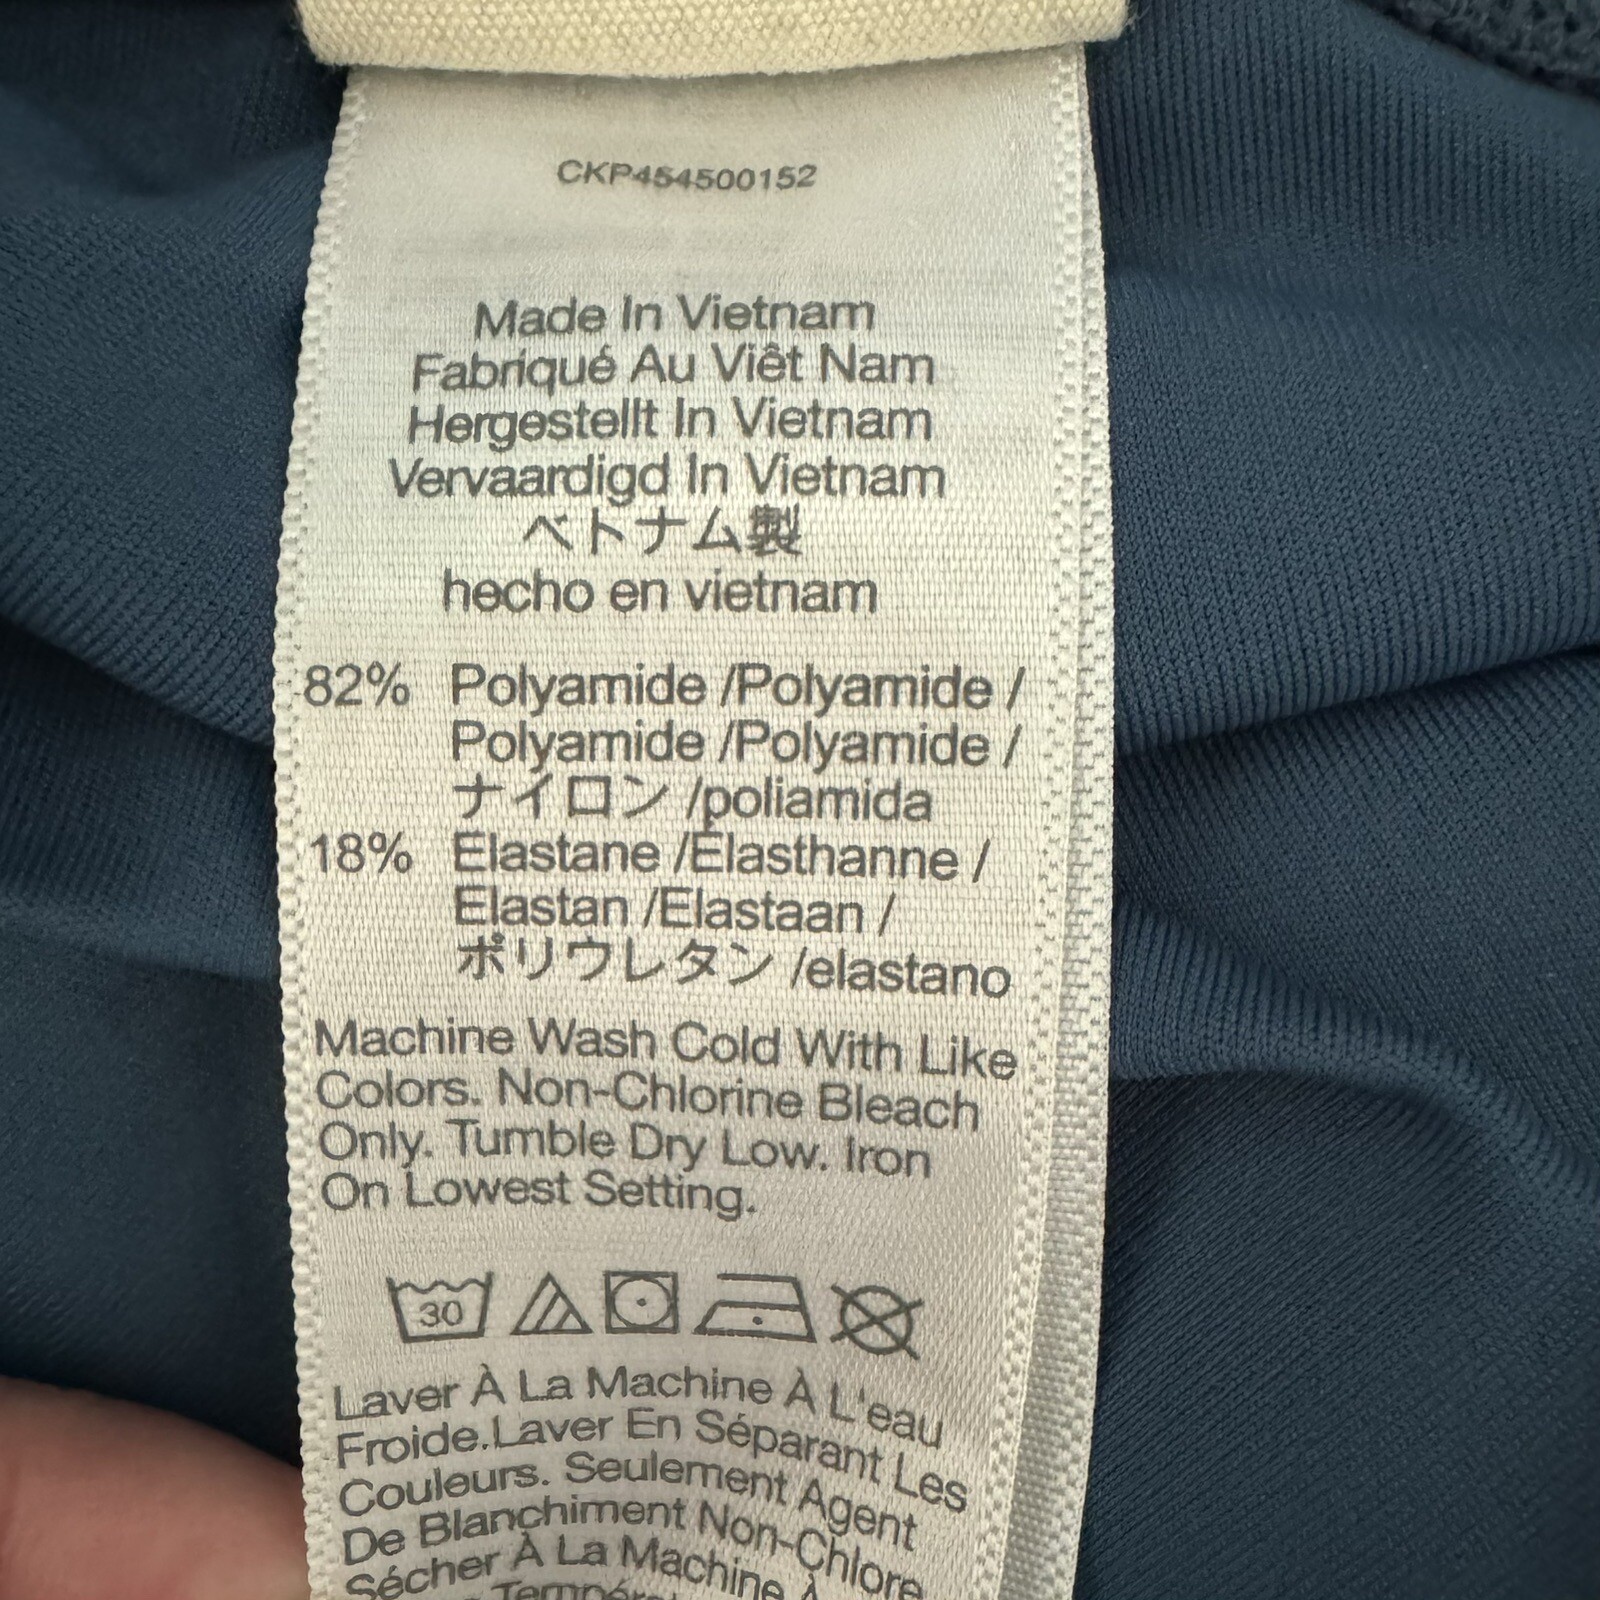 CKP454500152
Made In Vietnam
Fabriqué Au Viêt Nam
Hergestellt In Vietnam
Vervaardigd In Vietnam
ベトナム製
hecho en vietnam
82% Polyamide /Polyamide /
Polyamide /Polyamide /
ナイロン /poliamida
18% Elastane /Élasthanne /
Elastan /Elastaan /
ポリウレタン /elastano
Machine Wash Cold With Like
Colors. Non-Chlorine Bleach
Only. Tumble Dry Low. Iron
On Lowest Setting.
30
Laver À La Machine À L'eau
Froide.Laver En Séparant Les
Couleurs. Seulement Agent
De Blanchiment Non-Chlore
Sécher À La Machine À